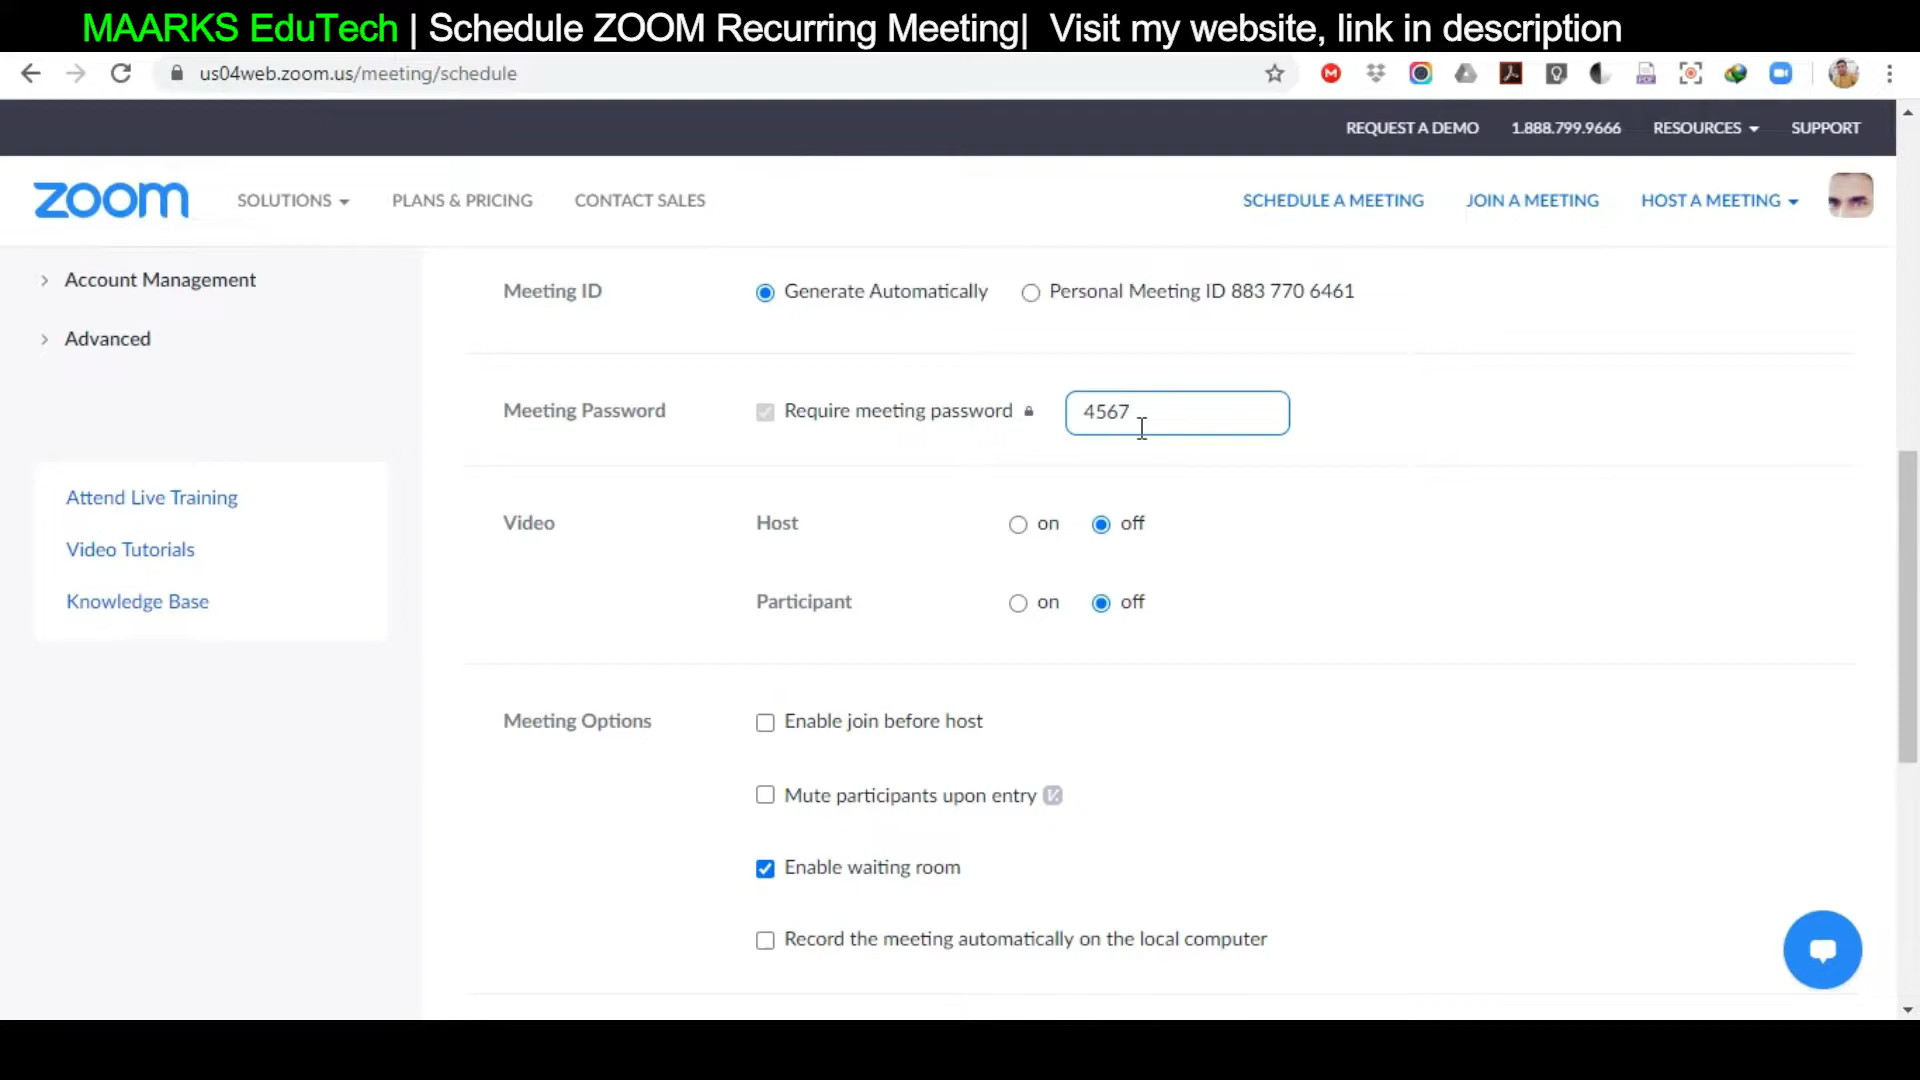 MAARKS EduTech | Schedule ZOOM Recurring Meeting| Visit my website, link in description
us04web.zoom.us/meeting/schedule
REQUEST A DEMO 1.888.799.9666 RESOURCES SUPPORT
zoom SOLUTIONS PLANS & PRICING CONTACT SALES SCHEDULE A MEETING JOIN A MEETING HOST A MEETING
Account Management
Advanced
Attend Live Training
Video Tutorials
Knowledge Base
Meeting ID Generate Automatically Personal Meeting ID 883 770 6461
Meeting Password Require meeting password 4567
Video Host on off
Participant on off
Meeting Options Enable join before host
Mute participants upon entry
Enable waiting room
Record the meeting automatically on the local computer